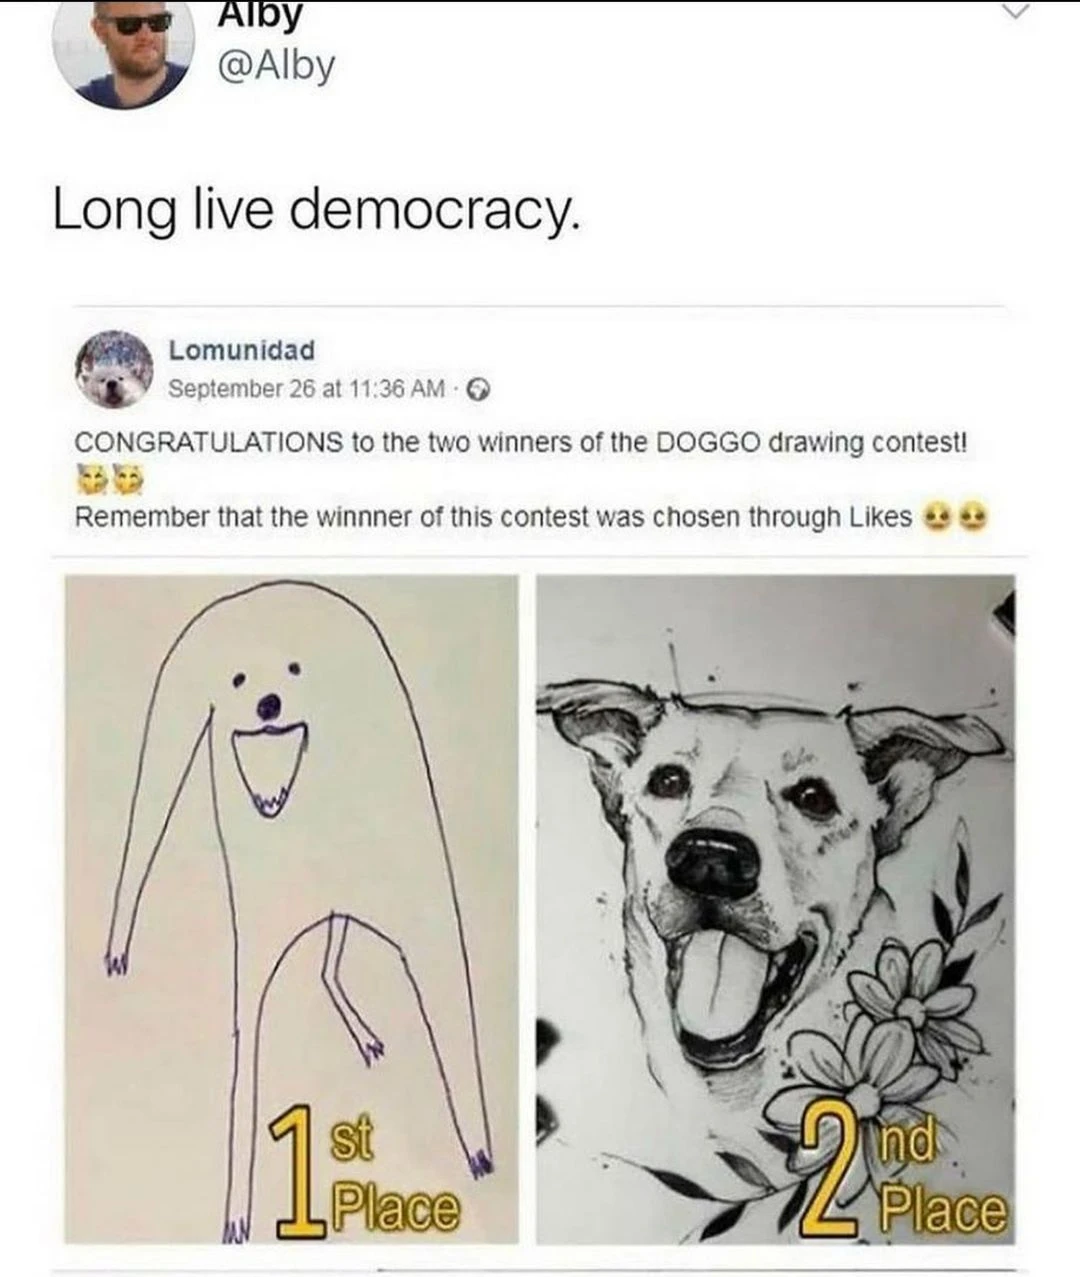 Alby
@Alby
Long live democracy.
Lomunidad
September 26 at 11:36 AM ·
CONGRATULATIONS to the two winners of the DOGGO drawing contest!
Remember that the winnner of this contest was chosen through Likes
1st
Place
2nd
Place